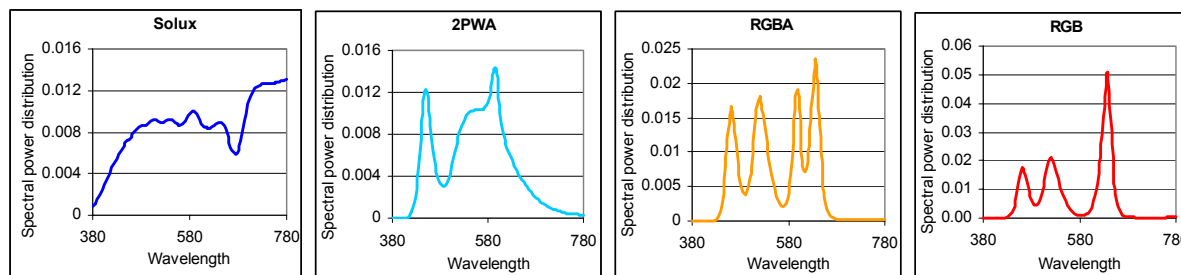 Solux
Spectral power distribution
0.016
0.012
0.008
0.004
0
380 580 780
Wavelength
2PWA
Spectral power distribution
0.016
0.012
0.008
0.004
0
380 580 780
Wavelength
RGBA
Spectral power distribution
0.025
0.020
0.015
0.010
0.005
0
380 580 780
Wavelength
RGB
Spectral power distribution
0.06
0.05
0.04
0.03
0.02
0.01
0.00
380 580 780
Wavelength